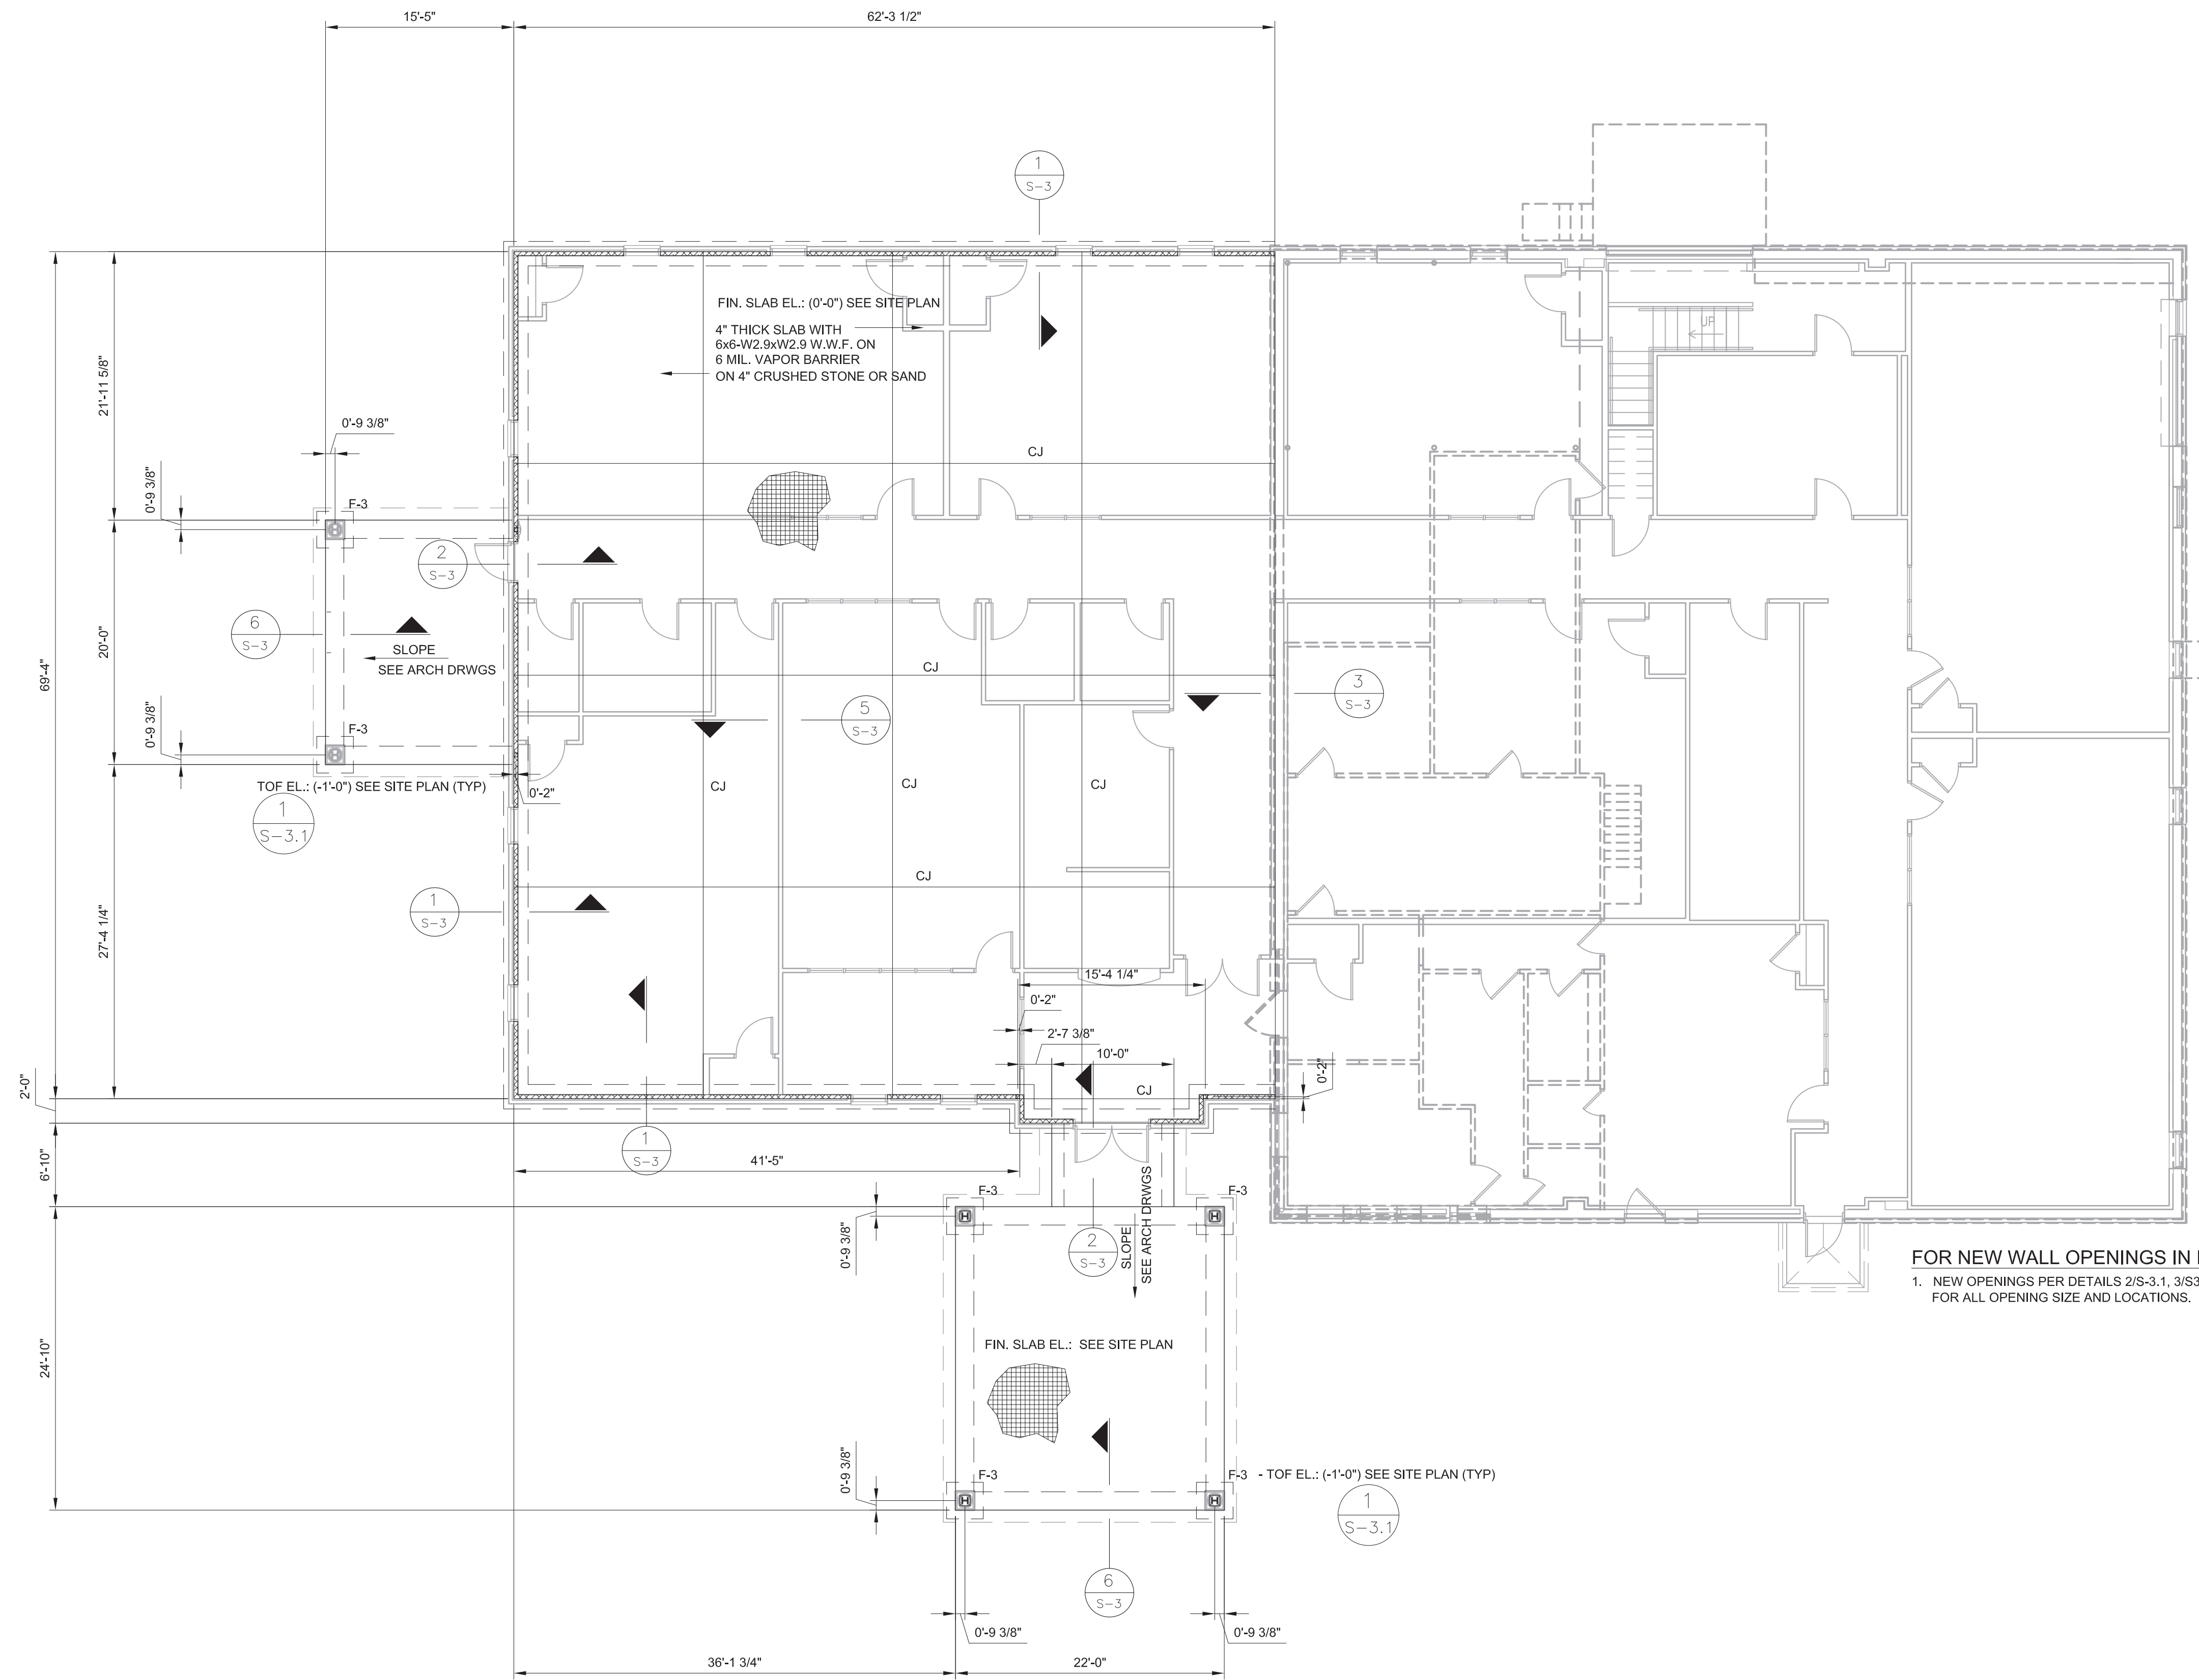 15'-5"
62'-3 1/2"
1
S-3
FIN. SLAB EL.: (0'-0") SEE SITE PLAN
4" THICK SLAB WITH
6x6-W2.9xW2.9 W.W.F. ON
6 MIL. VAPOR BARRIER
ON 4" CRUSHED STONE OR SAND
UP
21'-11 5/8"
0'-9 3/8"
CJ
0'-9 3/8"
F-3
2
S-3
6
S-3
SLOPE
SEE ARCH DRWGS
20'-0"
69'-4"
CJ
3
S-3
5
S-3
0'-9 3/8"
F-3
TOF EL.: (-1'-0") SEE SITE PLAN (TYP)
0'-2"
CJ
CJ
CJ
1
S-3.1
CJ
1
S-3
27'-4 1/4"
15'-4 1/4"
0'-2"
2'-7 3/8"
10'-0"
0'-2"
CJ
2'-0"
1
S-3
41'-5"
6'-10"
F-3
F-3
0'-9 3/8"
2
S-3
SLOPE
SEE ARCH DRWGS
FOR NEW WALL OPENINGS IN
1. NEW OPENINGS PER DETAILS 2/S-3.1, 3/S3
FOR ALL OPENING SIZE AND LOCATIONS.
FIN. SLAB EL.: SEE SITE PLAN
24'-10"
0'-9 3/8"
F-3
F-3 - TOF EL.: (-1'-0") SEE SITE PLAN (TYP)
1
S-3.1
6
S-3
0'-9 3/8"
0'-9 3/8"
36'-1 3/4"
22'-0"